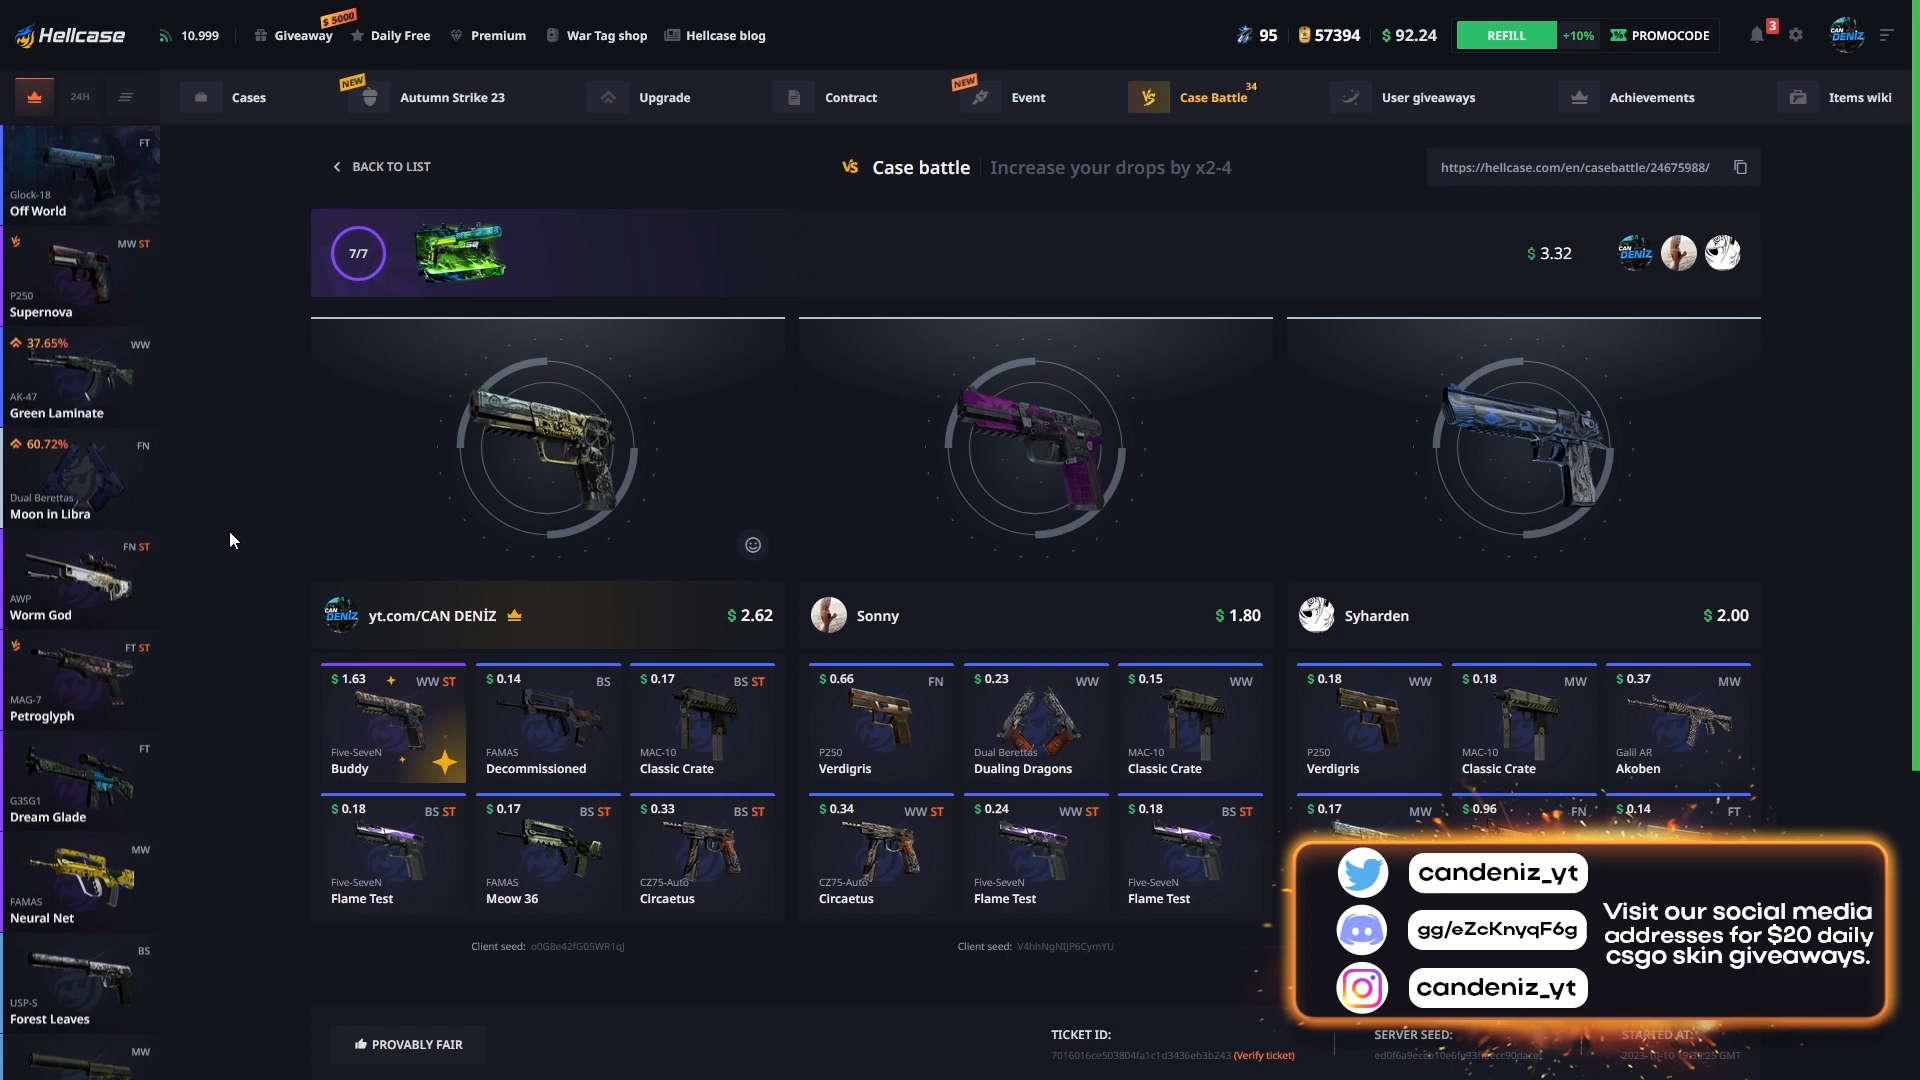 Hellcase
10.999
$ 5000
Giveaway
Daily Free
Premium
War Tag shop
Hellcase blog
95
57394
$ 92.24
REFILL
+10%
PROMOCODE
3
CAN DENİZ
24H
Cases
NEW
Autumn Strike 23
Upgrade
Contract
NEW
Event
Case Battle 34
User giveaways
Achievements
Items wiki
FT
Glock-18
Off World
MW ST
P250
Supernova
37.65%
WW
AK-47
Green Laminate
60.72%
FN
Dual Berettas
Moon in Libra
FN ST
AWP
Worm God
FT ST
MAG-7
Petroglyph
FT
G3SG1
Dream Glade
MW
FAMAS
Neural Net
BS
USP-S
Forest Leaves
MW
BACK TO LIST
VS Case battle
Increase your drops by x2-4
https://hellcase.com/en/casebattle/24675988/
7/7
$ 3.32
CAN DENİZ
yt.com/CAN DENİZ
$ 2.62
$ 1.63
WW ST
Five-SeveN
Buddy
$ 0.14
BS
FAMAS
Decommissioned
$ 0.17
BS ST
MAC-10
Classic Crate
$ 0.18
BS ST
Five-SeveN
Flame Test
$ 0.17
BS ST
FAMAS
Meow 36
$ 0.33
BS ST
CZ75-Auto
Circaetus
Client seed: o0G8e42fG05WR1qJ
Sonny
$ 1.80
$ 0.66
FN
P250
Verdigris
$ 0.23
WW
Dual Berettas
Dualing Dragons
$ 0.15
WW
MAC-10
Classic Crate
$ 0.34
WW ST
CZ75-Auto
Circaetus
$ 0.24
WW ST
Five-SeveN
Flame Test
$ 0.18
BS ST
Five-SeveN
Flame Test
Client seed: V4hhNgNIJP6CymYU
Syharden
$ 2.00
$ 0.18
WW
P250
Verdigris
$ 0.18
MW
MAC-10
Classic Crate
$ 0.37
MW
Galil AR
Akoben
$ 0.17
MW
$ 0.96
FN
$ 0.14
FT
candeniz_yt
gg/eZcKnyqF6g
candeniz_yt
Visit our social media
addresses for $20 daily
csgo skin giveaways.
PROVABLY FAIR
TICKET ID:
7016016ce503804fa1c1d3436eb3b243 (Verify ticket)
SERVER SEED:
STARTED AT: